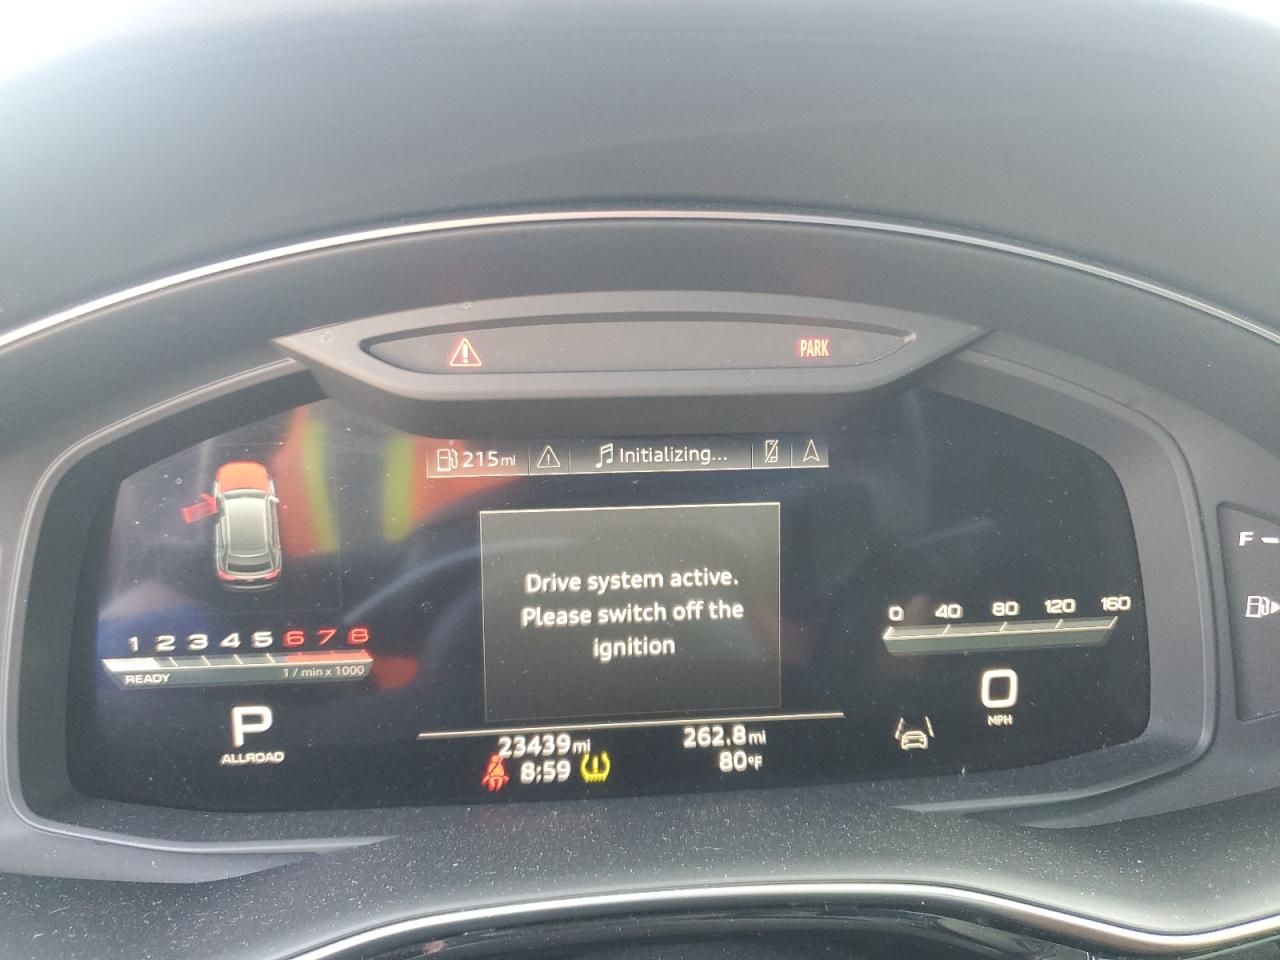 PARK
215 mi
Initializing...
Drive system active.
Please switch off the
ignition
1 2 3 4 5 6 7 8
READY
1 / min x 1000
P
ALLROAD
23439 mi
8:59
262.8 mi
80°F
0 40 80 120 160
0
MPH
F